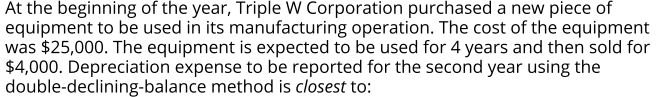 At the beginning of the year, Triple W Corporation purchased a new piece of
equipment to be used in its manufacturing operation. The cost of the equipment
was $25,000. The equipment is expected to be used for 4 years and then sold for
$4,000. Depreciation expense to be reported for the second year using the
double-declining-balance method is closest to: